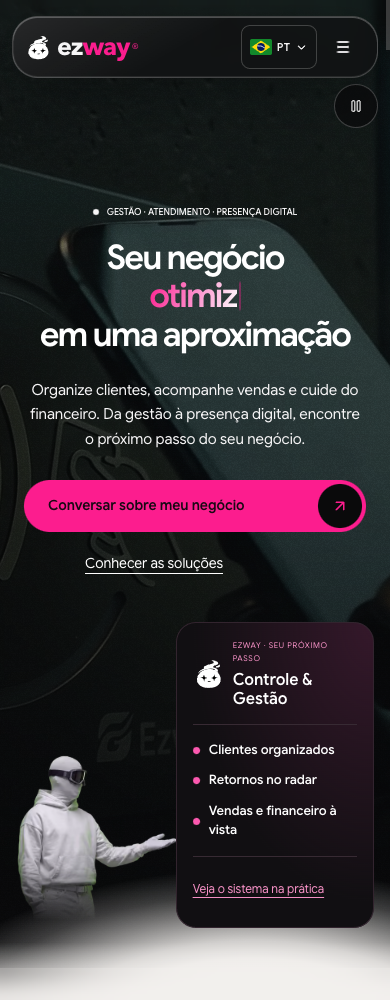 ezway®
PT
GESTÃO · ATENDIMENTO · PRESENÇA DIGITAL
Seu negócio
otimiz
em uma aproximação
Organize clientes, acompanhe vendas e cuide do
financeiro. Da gestão à presença digital, encontre
o próximo passo do seu negócio.
Conversar sobre meu negócio
Conhecer as soluções
EZWAY · SEU PRÓXIMO
PASSO
Controle &
Gestão
Clientes organizados
Retornos no radar
Vendas e financeiro à
vista
Veja o sistema na prática